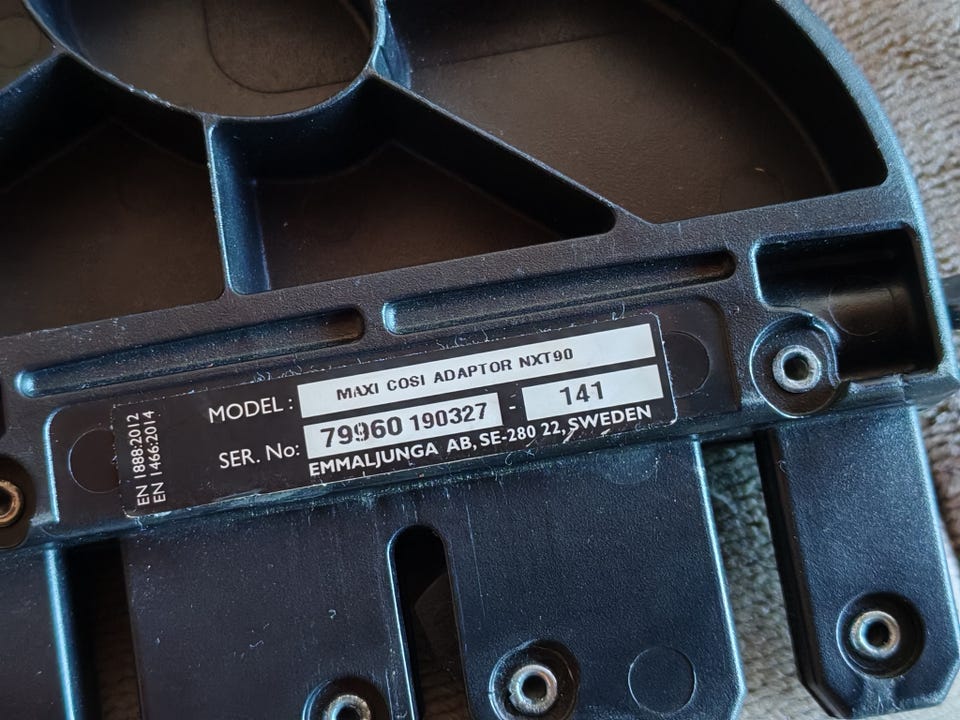 MODEL: MAXI COSI ADAPTOR NXT90
SER. No: 79960 190327 - 141
EMMALJUNGA AB, SE-280 22, SWEDEN
EN 1888:2012
EN 1466:2014